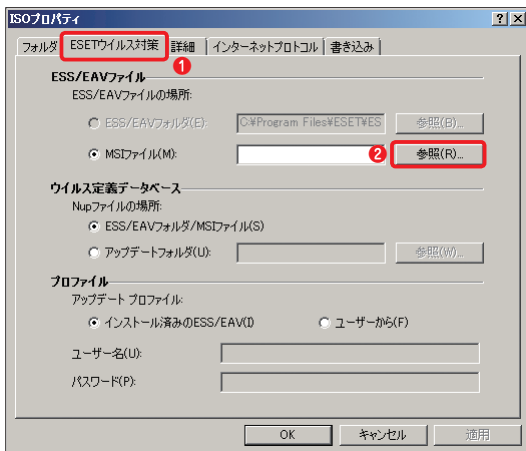 ISOプロパティ
フォルダ ESETウイルス対策 詳細 インターネットプロトコル 書き込み
1
ESS/EAVファイル
ESS/EAVファイルの場所:
ESS/EAVフォルダ(E): C:¥Program Files¥ESET¥ES 参照(B)...
MSIファイル(M): 2 参照(R)...
ウイルス定義データベース
Nupファイルの場所:
ESS/EAVフォルダ/MSIファイル(S)
アップデートフォルダ(U): 参照(W)...
プロファイル
アップデート プロファイル:
インストール済みのESS/EAV(I) ユーザーから(F)
ユーザー名(U):
パスワード(P):
OK キャンセル 適用